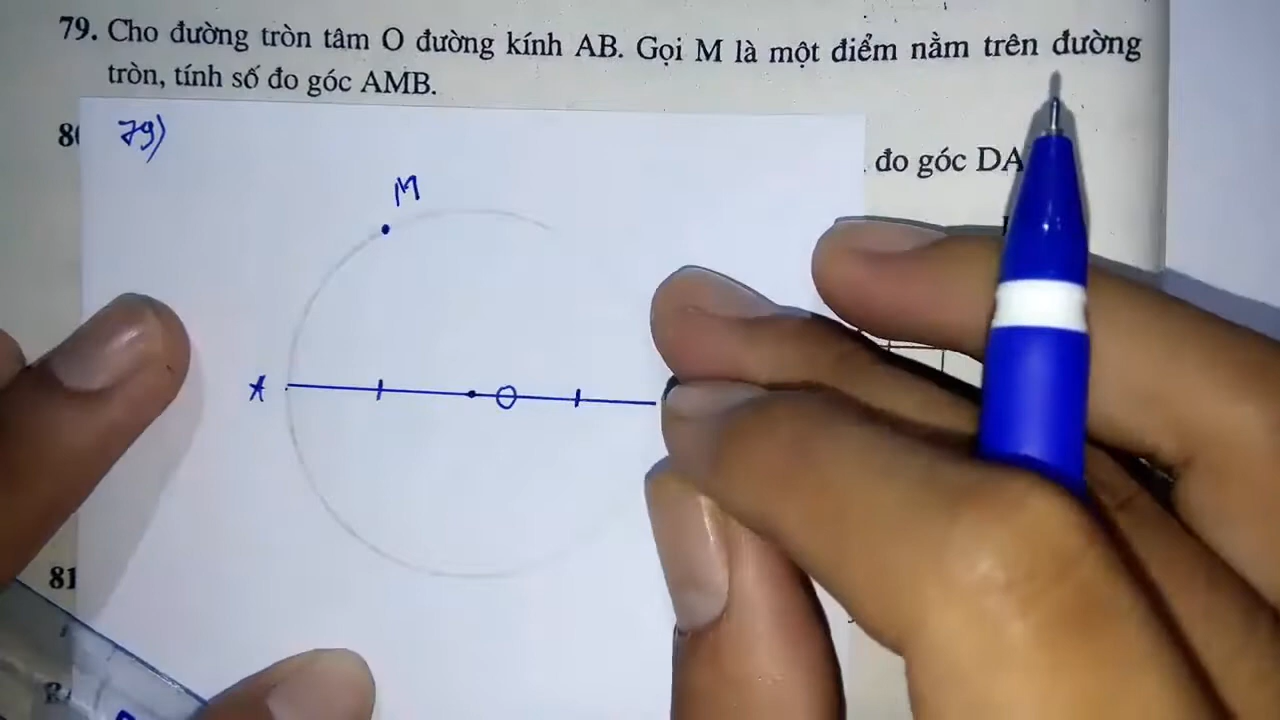 79. Cho đường tròn tâm O đường kính AB. Gọi M là một điểm nằm trên đường
tròn, tính số đo góc AMB.
79)
đo góc DA
M
A
O
81